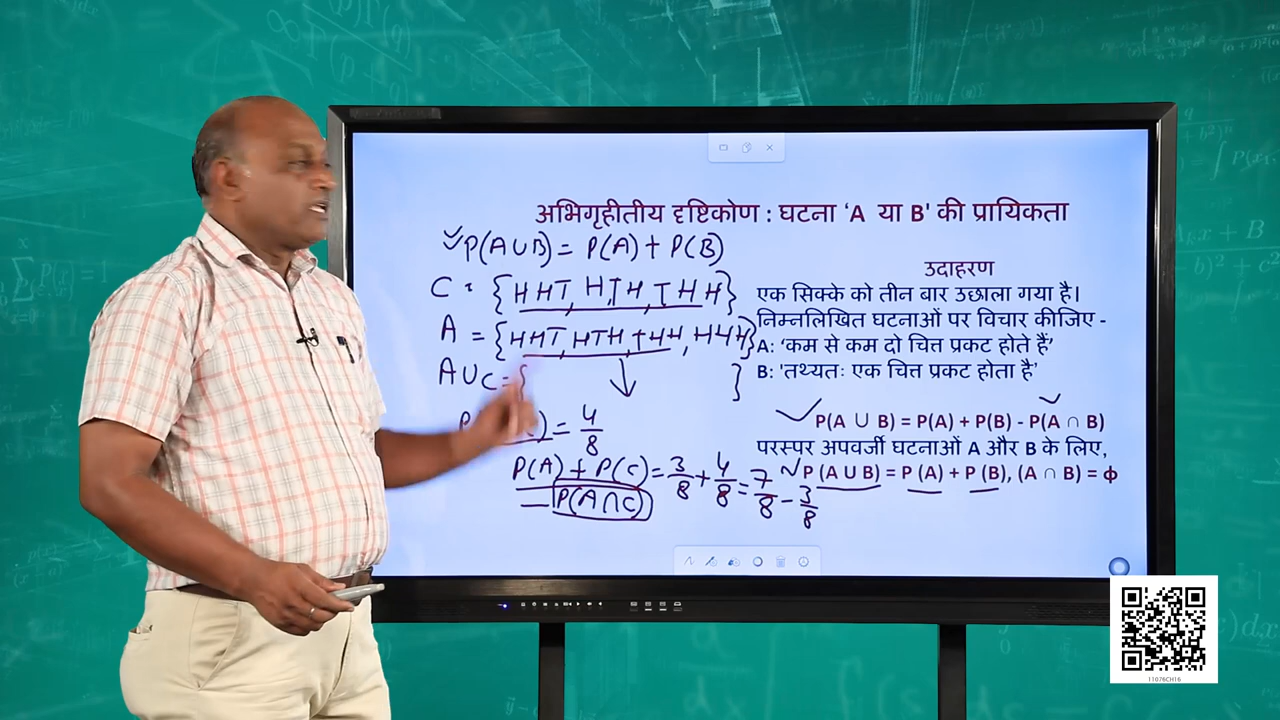 अभिगृहीतीय दृष्टिकोण : घटना ‘A या B' की प्रायिकता
P(A∪B) = P(A) + P(B)
C = {HHT, HTH, THH}
A = {HHT, HTH, THH, HHH}
A∪C = { }
= 4/8
P(A) + P(C) = 3/8 + 4/8 = 7/8 - 3/8
- P(A∩C)
उदाहरण
एक सिक्के को तीन बार उछाला गया है।
निम्नलिखित घटनाओं पर विचार कीजिए -
A: ‘कम से कम दो चित्त प्रकट होते हैं’
B: 'तथ्यतः एक चित्त प्रकट होता है’
P(A ∪ B) = P(A) + P(B) - P(A ∩ B)
परस्पर अपवर्जी घटनाओं A और B के लिए,
P (A ∪ B) = P (A) + P (B), (A ∩ B) = ϕ
11076CH16